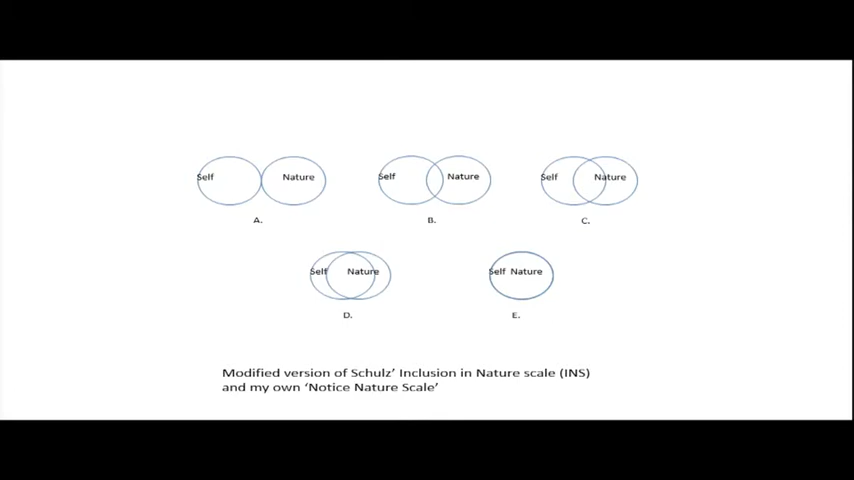 Self Nature Self Nature Self Nature
A. B. C.
Self Nature Self Nature
D. E.
Modified version of Schulz’ Inclusion in Nature scale (INS)
and my own ‘Notice Nature Scale’